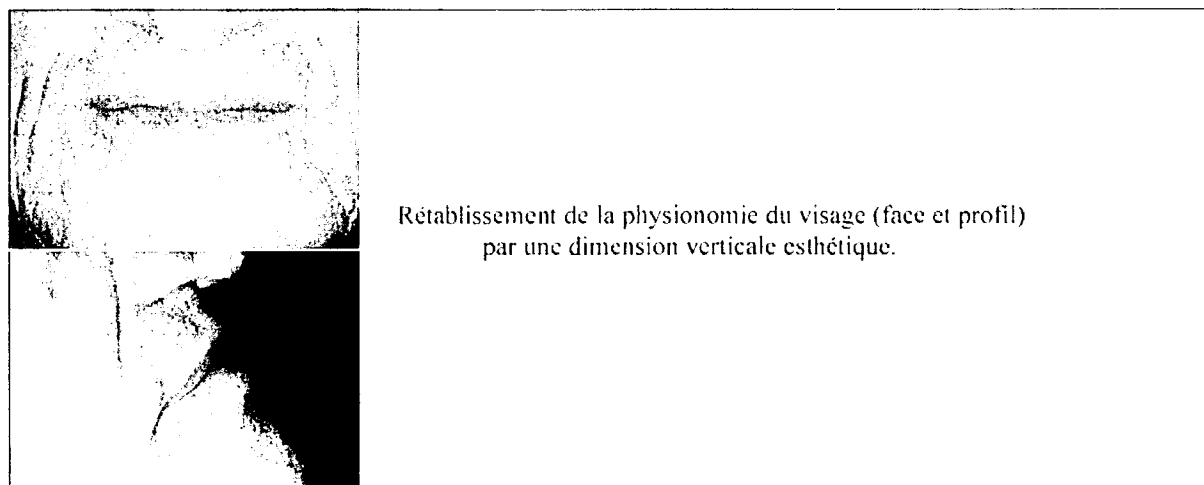 Rétablissement de la physionomie du visage (face et profil)
par une dimension verticale esthétique.